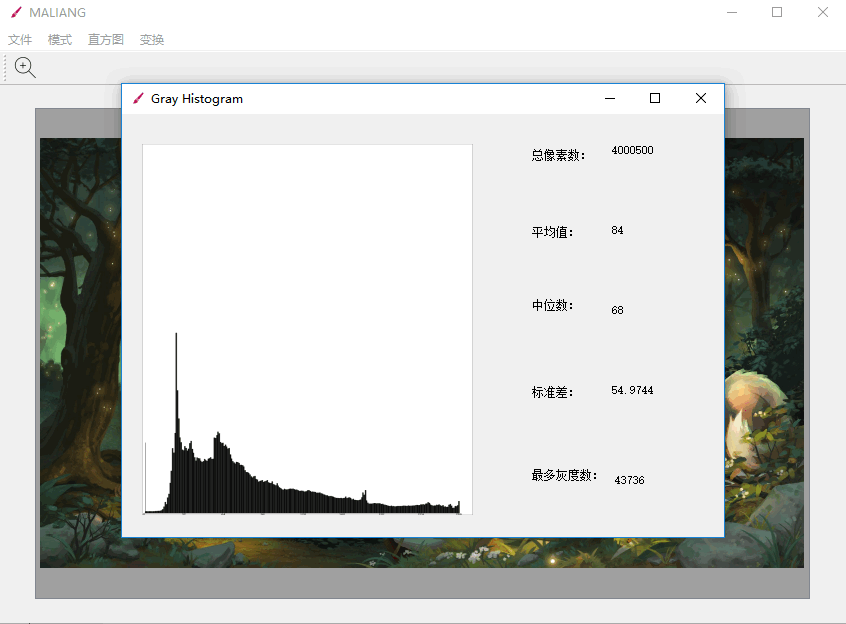 MALIANG
文件 模式 直方图 变换
Gray Histogram
总像素数: 4000500
平均值: 84
中位数: 68
标准差: 54.9744
最多灰度数: 43736